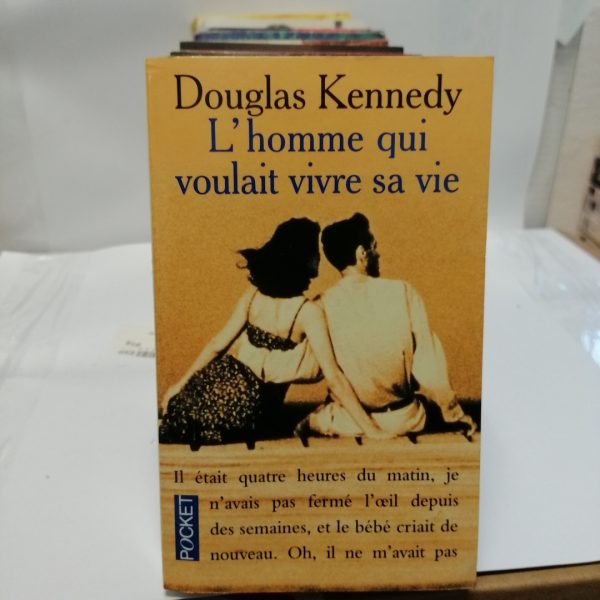 Douglas Kennedy
L'homme qui
voulait vivre sa vie
Il était quatre heures du matin, je
n'avais pas fermé l'œil depuis
des semaines, et le bébé criait de
nouveau. Oh, il ne m'avait pas
POCKET